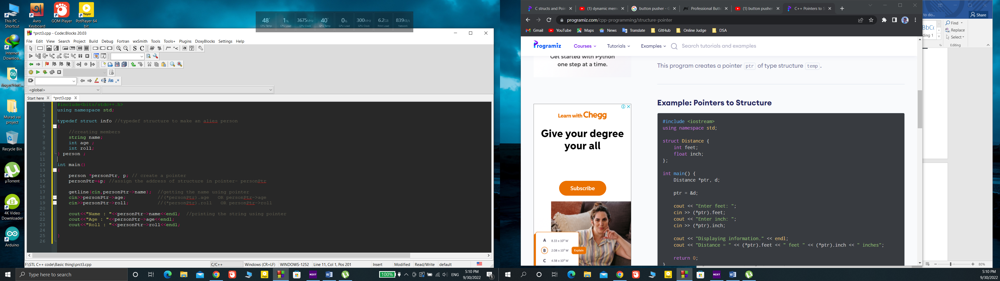 This PC -
Shortcut
Avro
Keyboard
GOM Player
PotPlayer 64
bit
Internet
Downloa...
fingerPrintE...
Murad vai
project
Recycle Bin
µTorrent
4K Video
Downloader
Arduino
48°
CPU Temp
1%
CPU Load
3675MHz
CPU Clock
40°
GPU Temp
0%
GPU Load
300MHz
GPU Clock
6.2GB
RAM Load
839KB/s
Network
*prct3.cpp - Code::Blocks 20.03
File Edit View Search Project Build Debug Fortran wxSmith Tools Tools+ Plugins DoxyBlocks Settings Help
<global>
Start here
*prct3.cpp
1 #include<bits/stdc++.h>
2 using namespace std;
3
4 typedef struct info //typedef structure to make an alies person
5 {
6 //creating members
7 string name;
8 int age ;
9 int roll;
10 } person ;
11
12 int main()
13 {
14 person *personPtr, p; // create a pointer
15 personPtr=&p; //assign the address of structure in pointer- personPtr
16
17 getline(cin,personPtr->name); //getting the name using pointer
18 cin>>personPtr->age; //(*personPtr).age OR personPtr->age
19 cin>>personPtr->roll; //(*personPtr).roll OR personPtr->roll
20
21 cout<<"Name : "<<personPtr->name<<endl; //printing the string using pointer
22 cout<<"Age : "<<personPtr->age<<endl;
23 cout<<"Roll : "<<personPtr->roll<<endl;
24
25 }
26
F:\STL C++ code\Basic thing\prct3.cpp C/C++ Windows (CR+LF) WINDOWS-1252 Line 11, Col 1, Pos 201 Insert Modified Read/Write default
Type here to search
100%
ENG
5:10 PM
9/30/2022
C structs and Poin
(1) dynamic mem
button pusher - G
Professional Butt
(1) button pusher
C++ Pointers to S
programiz.com/cpp-programming/structure-pointer
Gmail YouTube Maps News Translate GItHub Online Judge DSA
Programiz
Courses Tutorials Examples Search tutorials and examples
Get started with Python
one step at a time.
This program creates a pointer ptr of type structure temp .
Learn with Chegg
Give your degree
your all
Subscribe
A 8.33 x 10² W
B 2.08 x 10³ W Explain
C 4.58 x 10² W
Example: Pointers to Structure
#include <iostream>
using namespace std;
struct Distance {
int feet;
float inch;
};
int main() {
Distance *ptr, d;
ptr = &d;
cout << "Enter feet: ";
cin >> (*ptr).feet;
cout << "Enter inch: ";
cin >> (*ptr).inch;
cout << "Displaying information." << endl;
cout << "Distance = " << (*ptr).feet << " feet " << (*ptr).inch << " inches";
return 0;
}
to do...
Share
Find
Replace
Select
ding 1
Editing
80%
5:10 PM
9/30/2022